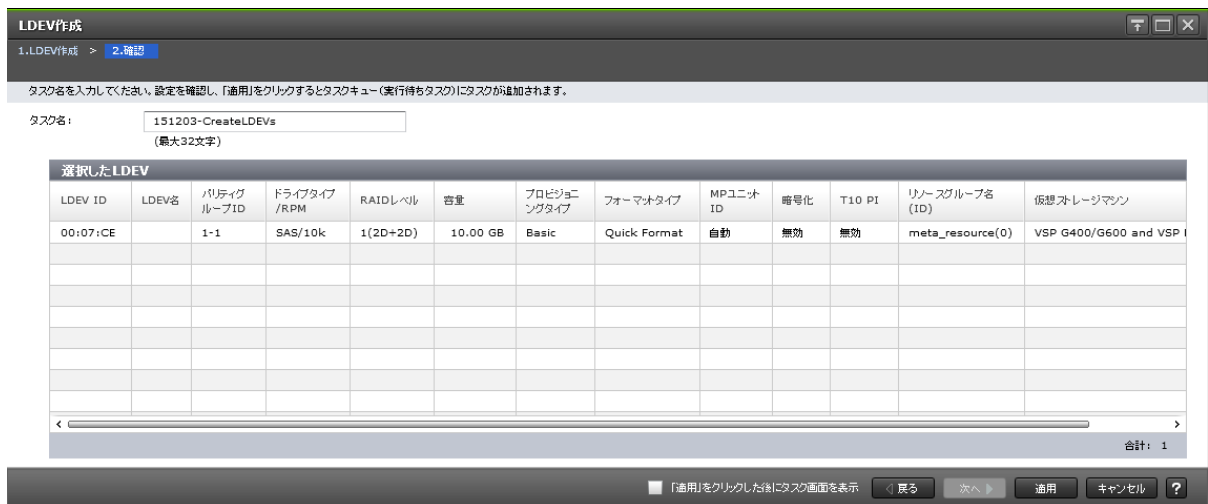 LDEV作成
1.LDEV作成 > 2.確認
タスク名を入力してください。設定を確認し、「適用」をクリックするとタスクキュー(実行待ちタスク)にタスクが追加されます。
タスク名: 151203-CreateLDEVs
(最大32文字)
選択したLDEV
LDEV ID LDEV名 パリティグループID ドライブタイプ/RPM RAIDレベル 容量 プロビジョニングタイプ フォーマットタイプ MPユニットID 暗号化 T10 PI リソースグループ名(ID) 仮想ストレージマシン
00:07:CE 1-1 SAS/10k 1(2D+2D) 10.00 GB Basic Quick Format 自動 無効 無効 meta_resource(0) VSP G400/G600 and VSP
合計: 1
「適用」をクリックした後にタスク画面を表示 戻る 次へ 適用 キャンセル ?